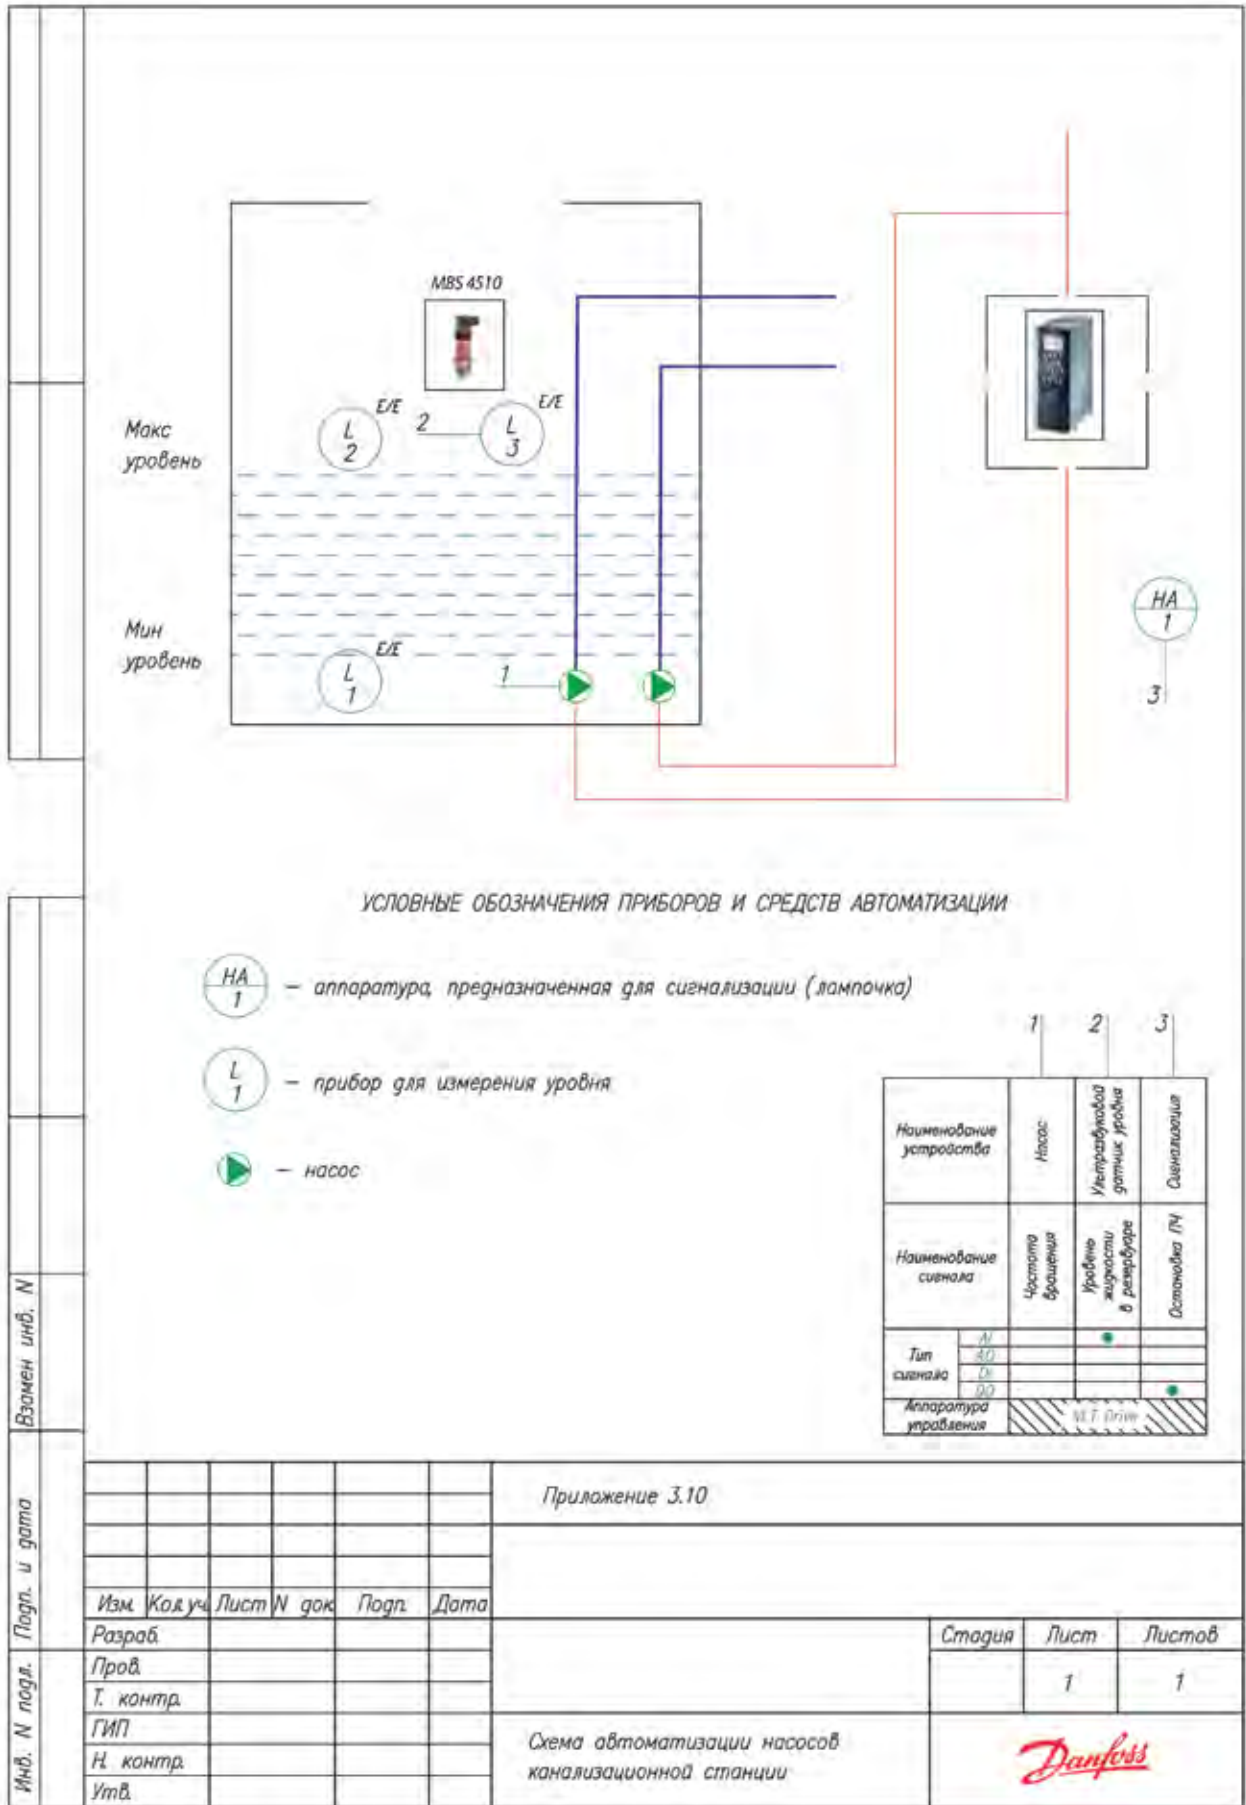 MBS 4510
E/E
E/E
L
2
2
L
3
Макс
уровень
Мин
уровень
E/E
L
1
1
HA
1
3
УСЛОВНЫЕ ОБОЗНАЧЕНИЯ ПРИБОРОВ И СРЕДСТВ АВТОМАТИЗАЦИИ
HA
1
– аппаратура, предназначенная для сигнализации (лампочка)
L
1
– прибор для измерения уровня
– насос
1
2
3
Наименование
устройства
Насос
Ультразвуковой
датчик уровня
Сигнализация
Наименование
сигнала
Частота
вращения
Уровень
жидкости
в резервуаре
Остановка ПЧ
Тип
сигнала
AI
AO
DI
DO
Аппаратура
управления
VLT Drive
Взамен инв. N
Подп. и дата
Инв. N подл.
Приложение 3.10
Изм. Кол.уч Лист N док Подп. Дата
Разраб.
Пров.
Т. контр.
ГИП
Н. контр.
Утв.
Стадия Лист Листов
1 1
Схема автоматизации насосов
канализационной станции
Danfoss